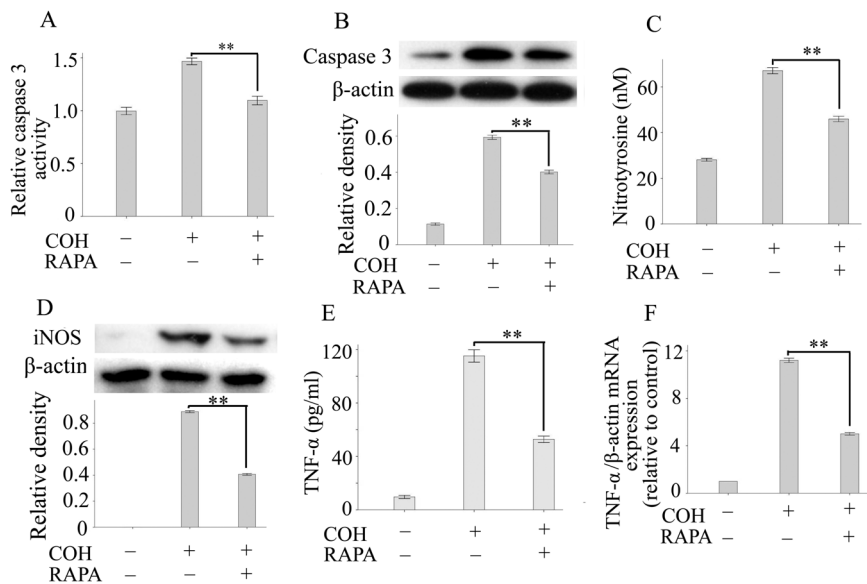 A
Relative caspase 3
activity
1.5
1.0
1.5
0
**
COH − + +
RAPA +
B
Caspase 3
β-actin
Relative density
0.6
0.4
0.2
0
**
COH − + +
RAPA +
C
Nitrotyrosine (nM)
60
40
20
0
**
COH − + +
RAPA +
D
iNOS
β-actin
Relative density
0.8
0.6
0.4
0.2
0
**
COH − + +
RAPA +
E
TNF-α (pg/ml)
120
80
40
0
**
COH − + +
RAPA +
F
TNF-α/β-actin mRNA
expression
(relative to control)
12
8
4
0
**
COH − + +
RAPA +